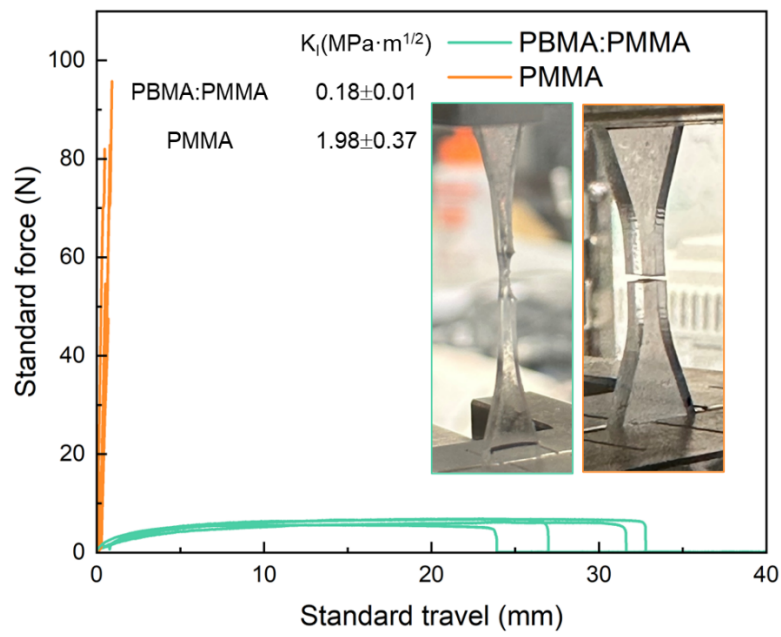 K_I(MPa·m^{1/2})
PBMA:PMMA 0.18±0.01
PMMA 1.98±0.37
PBMA:PMMA
PMMA
100
80
60
40
20
0
Standard force (N)
0 10 20 30 40
Standard travel (mm)